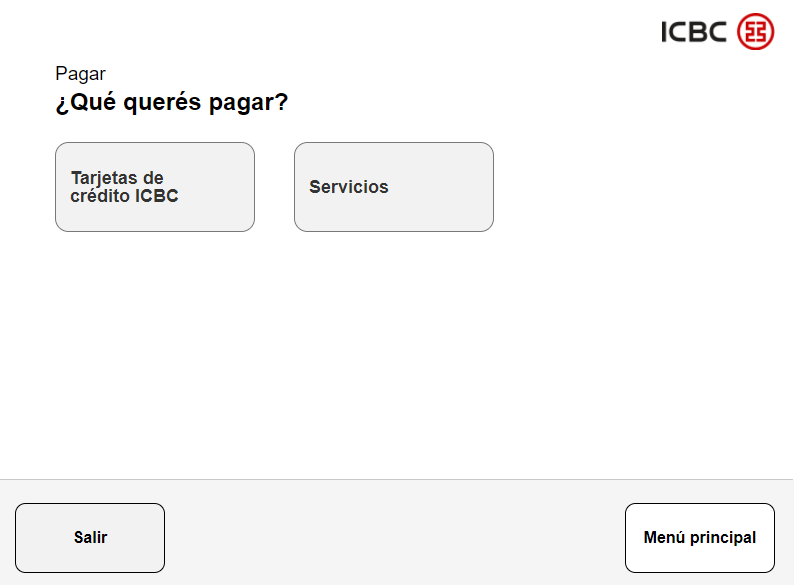 ICBC
Pagar
¿Qué querés pagar?
Tarjetas de
crédito ICBC
Servicios
Salir
Menú principal